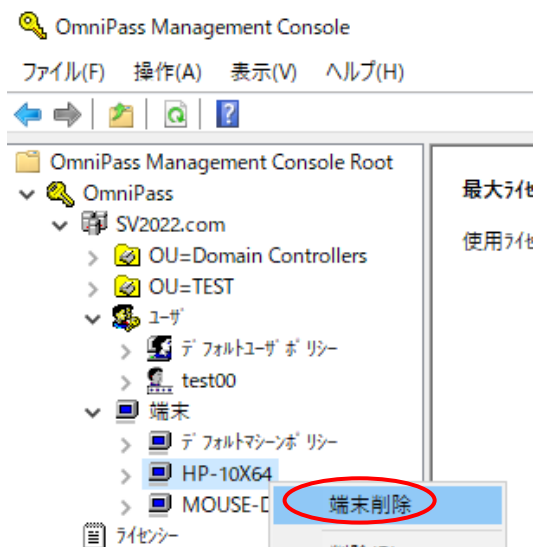 OmniPass Management Console
ファイル(F) 操作(A) 表示(V) ヘルプ(H)
OmniPass Management Console Root
OmniPass
SV2022.com
OU=Domain Controllers
OU=TEST
ユーザ
デフォルトユーザポリシー
test00
端末
デフォルトマシーンポリシー
HP-10X64
MOUSE-D
ライセンシー
最大ライセ
使用ライセ
端末削除